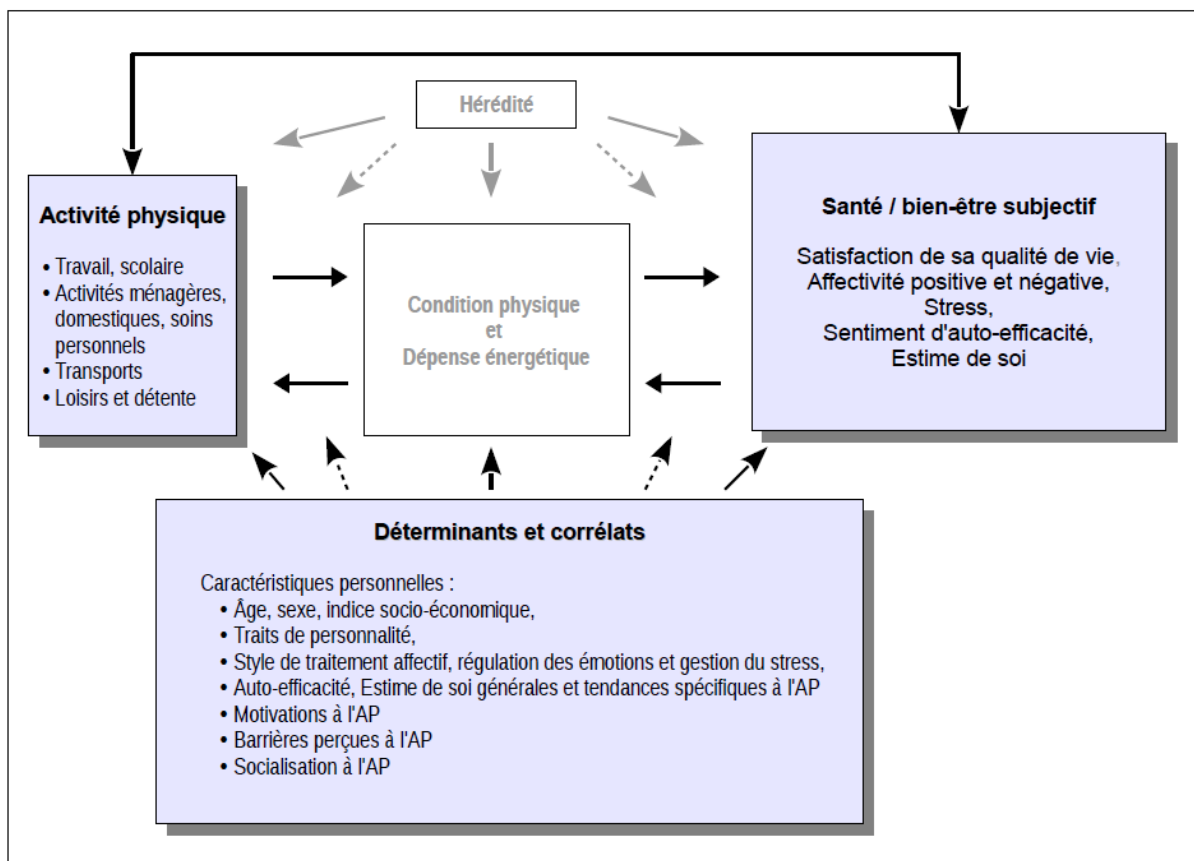 Hérédité
Activité physique
• Travail, scolaire
• Activités ménagères,
domestiques, soins
personnels
• Transports
• Loisirs et détente
Condition physique
et
Dépense énergétique
Santé / bien-être subjectif
Satisfaction de sa qualité de vie,
Affectivité positive et négative,
Stress,
Sentiment d'auto-efficacité,
Estime de soi
Déterminants et corrélats
Caractéristiques personnelles :
• Âge, sexe, indice socio-économique,
• Traits de personnalité,
• Style de traitement affectif, régulation des émotions et gestion du stress,
• Auto-efficacité, Estime de soi générales et tendances spécifiques à l'AP
• Motivations à l'AP
• Barrières perçues à l'AP
• Socialisation à l'AP